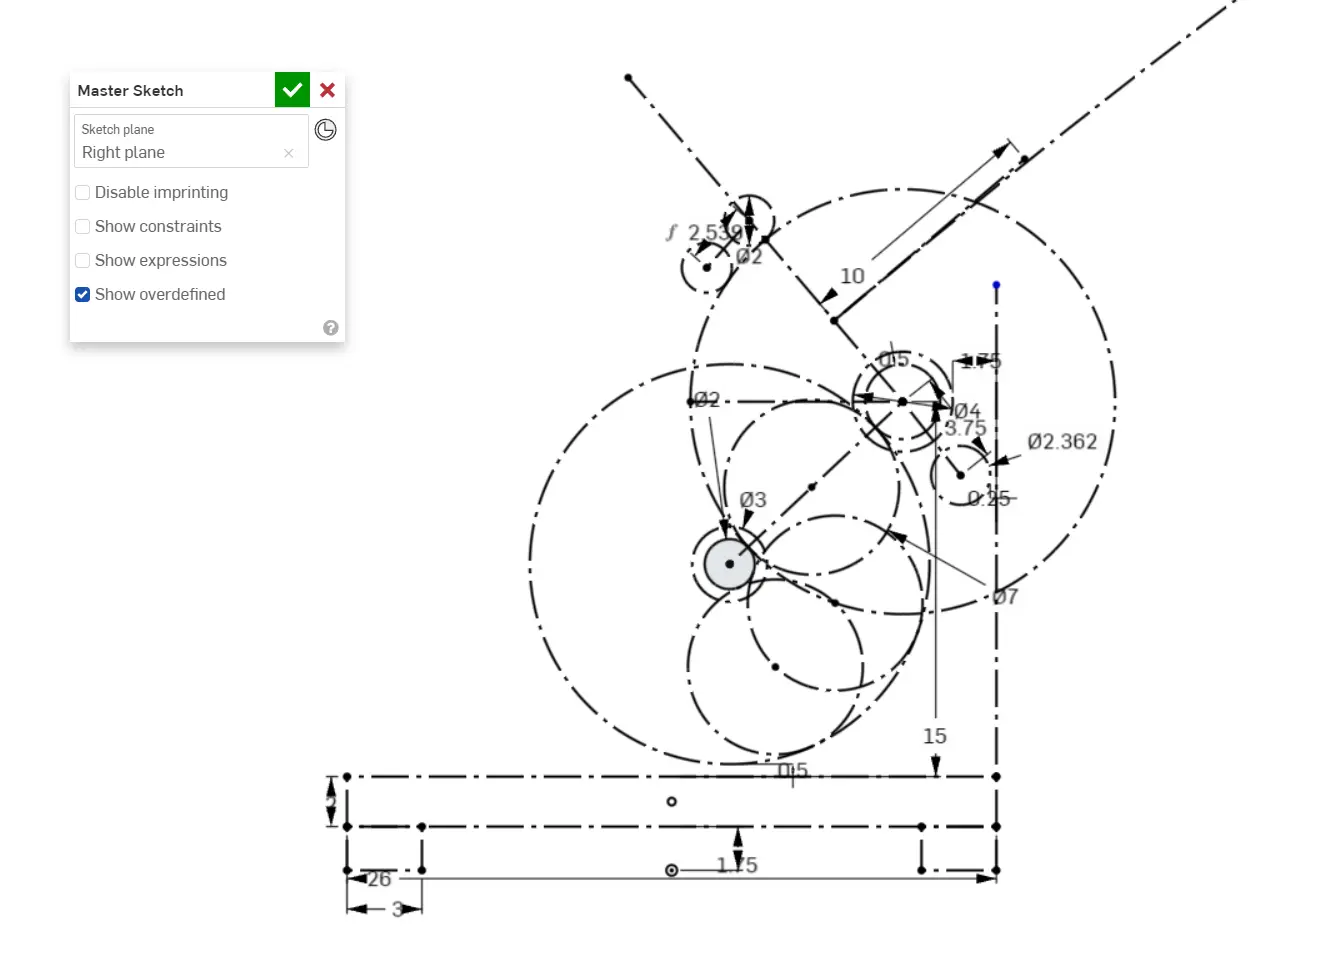 Master Sketch
Sketch plane
Right plane
Disable imprinting
Show constraints
Show expressions
Show overdefined
?
ƒ 2.539
Ø2
10
0.5
1.75
Ø2
Ø4
3.75
Ø2.362
0.25
Ø3
Ø7
15
0.5
2
1.75
26
3